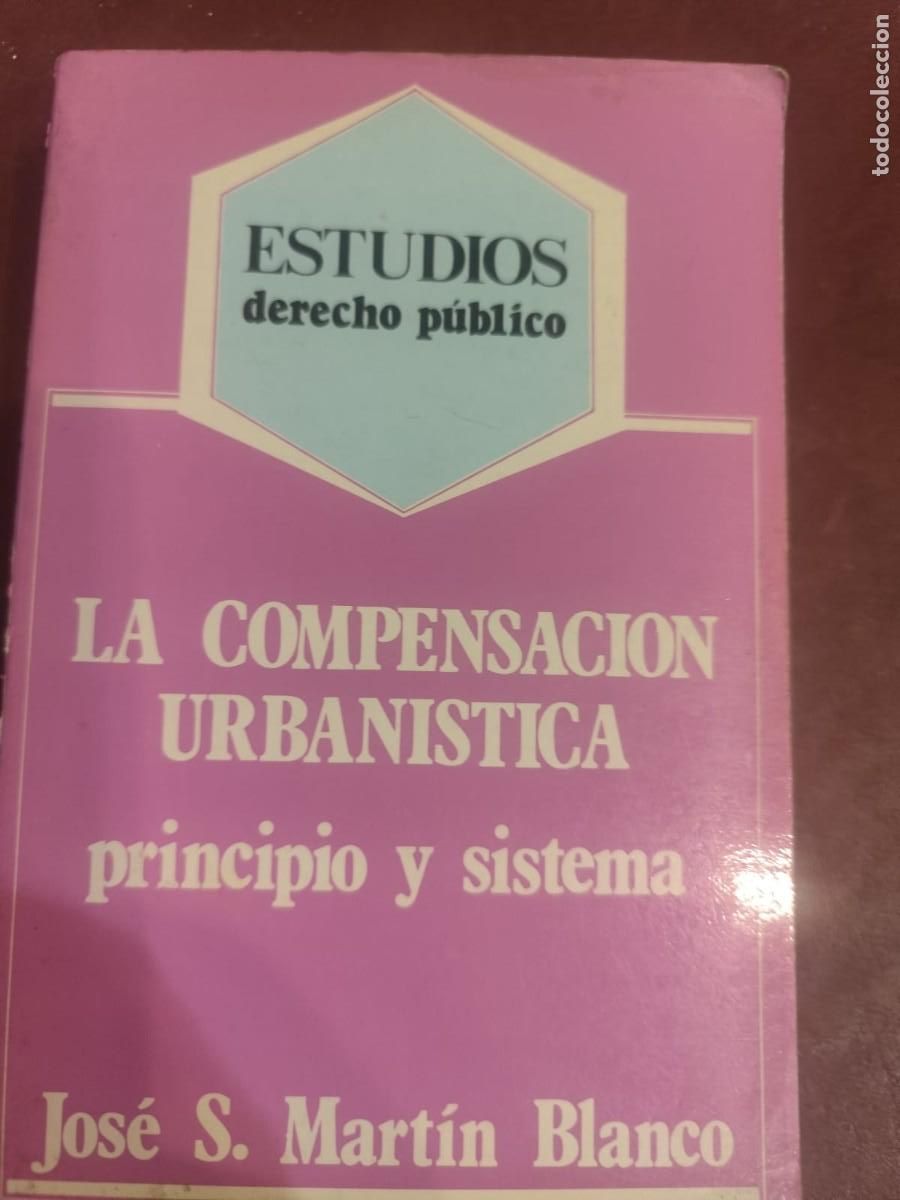 todocoleccion
ESTUDIOS
derecho público
LA COMPENSACION
URBANISTICA
principio y sistema
José S. Martín Blanco